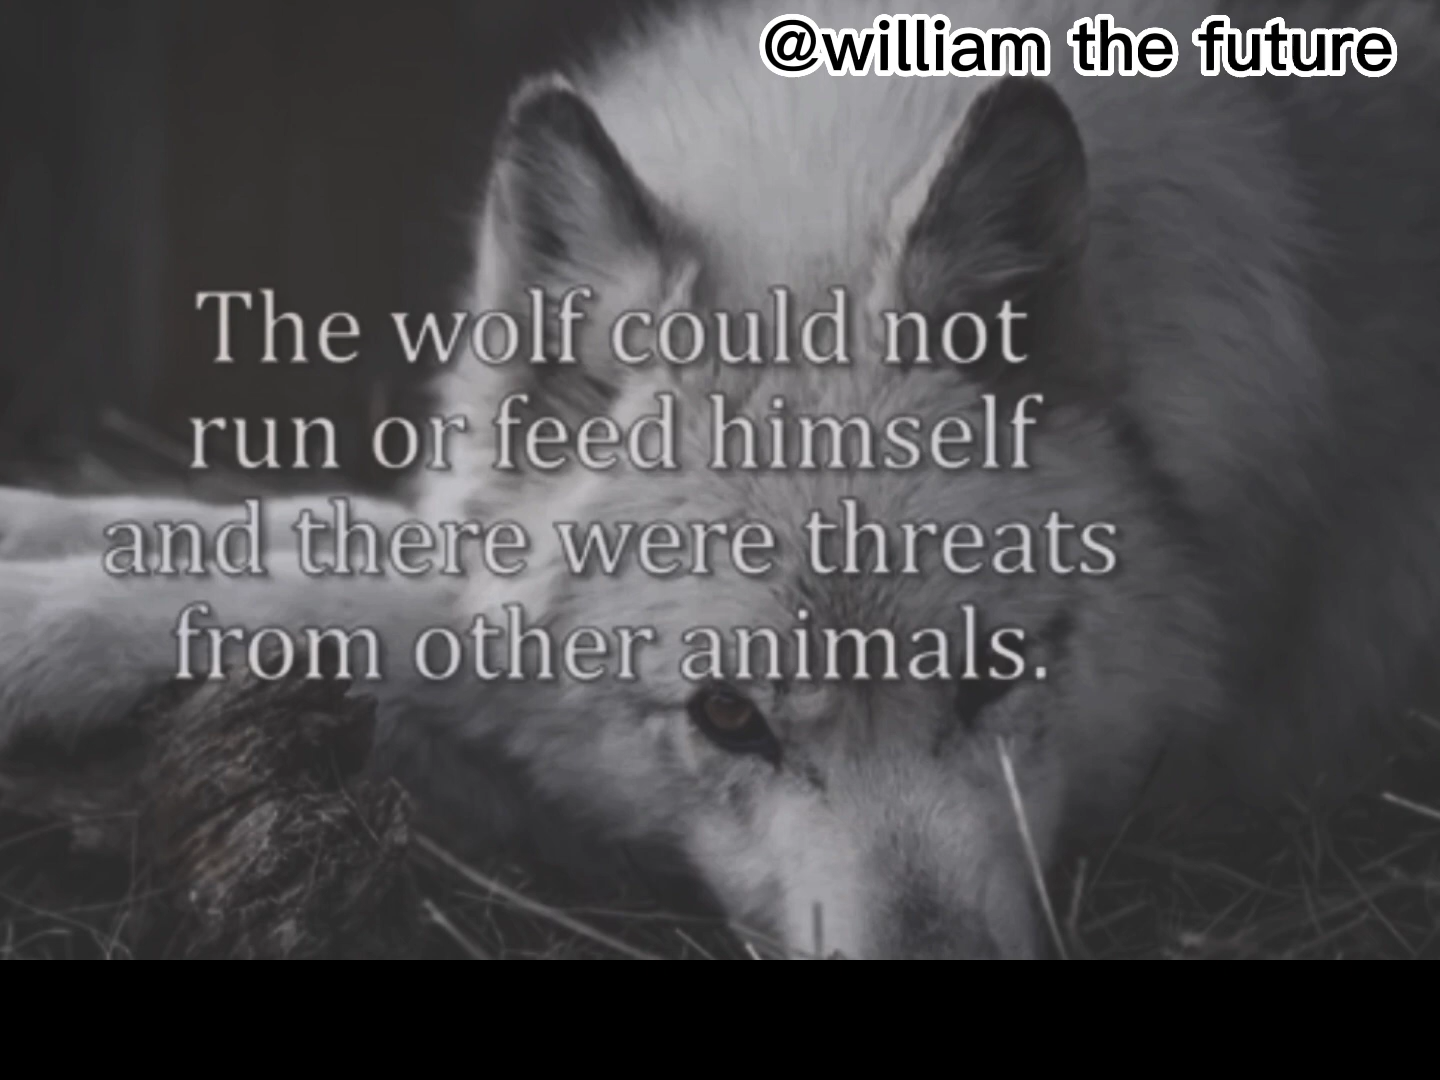 @william the future
The wolf could not
run or feed himself
and there were threats
from other animals.